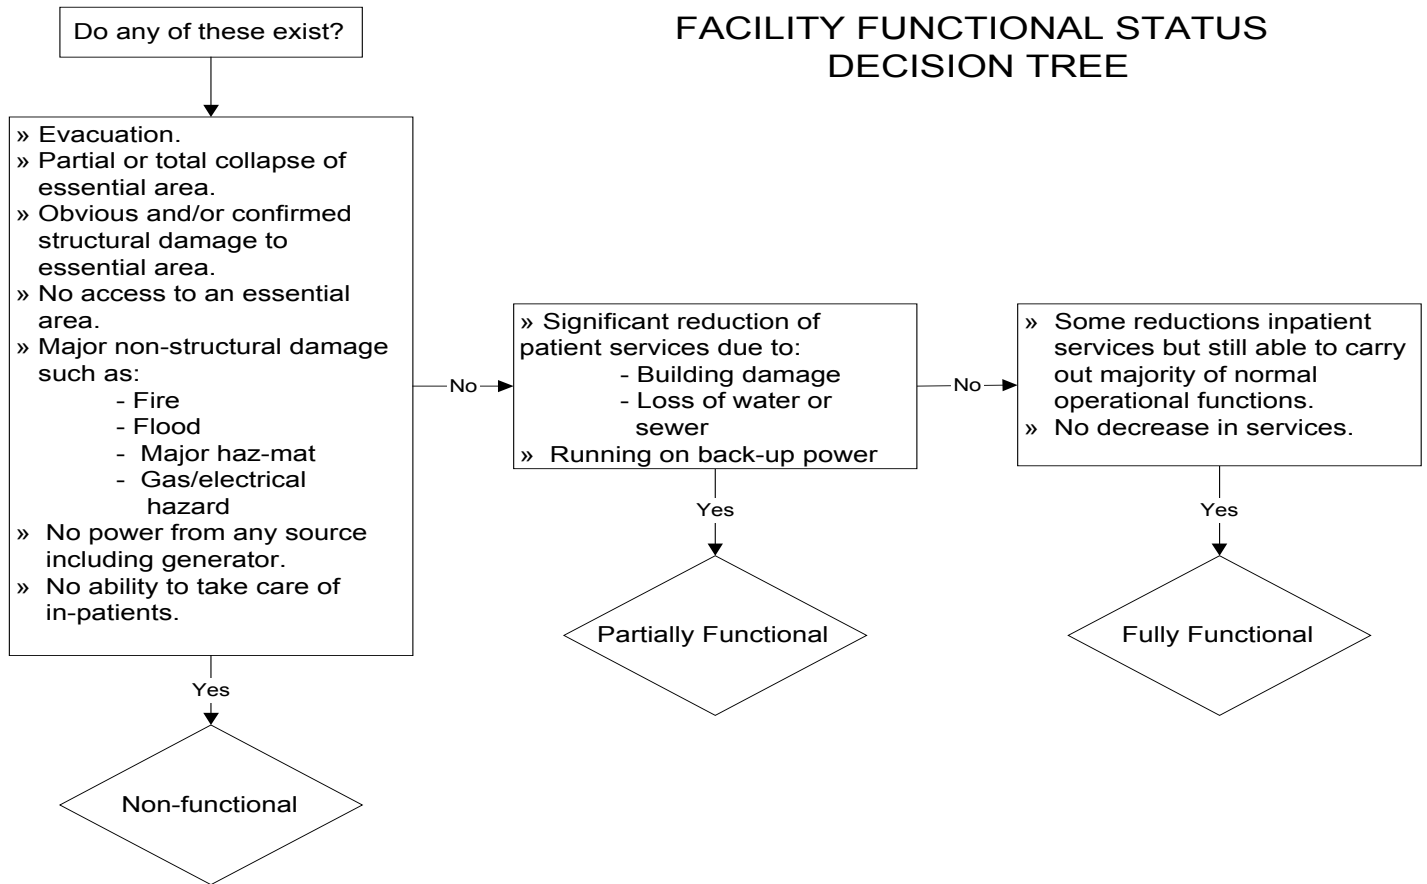 FACILITY FUNCTIONAL STATUS
DECISION TREE
Do any of these exist?
» Evacuation.
» Partial or total collapse of
essential area.
» Obvious and/or confirmed
structural damage to
essential area.
» No access to an essential
area.
» Major non-structural damage
such as:
- Fire
- Flood
- Major haz-mat
- Gas/electrical
hazard
» No power from any source
including generator.
» No ability to take care of
in-patients.
Yes
Non-functional
No
» Significant reduction of
patient services due to:
- Building damage
- Loss of water or
sewer
» Running on back-up power
Yes
Partially Functional
No
» Some reductions inpatient
services but still able to carry
out majority of normal
operational functions.
» No decrease in services.
Yes
Fully Functional